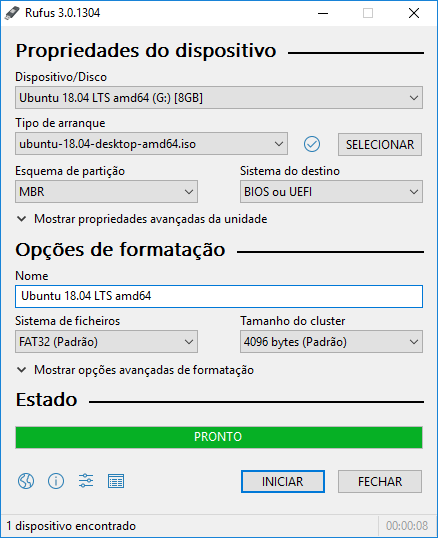 Rufus 3.0.1304
Propriedades do dispositivo
Dispositivo/Disco
Ubuntu 18.04 LTS amd64 (G:) [8GB]
Tipo de arranque
ubuntu-18.04-desktop-amd64.iso
SELECIONAR
Esquema de partição
Sistema do destino
MBR
BIOS ou UEFI
Mostrar propriedades avançadas da unidade
Opções de formatação
Nome
Ubuntu 18.04 LTS amd64
Sistema de ficheiros
Tamanho do cluster
FAT32 (Padrão)
4096 bytes (Padrão)
Mostrar opções avançadas de formatação
Estado
PRONTO
INICIAR
FECHAR
1 dispositivo encontrado
00:00:08